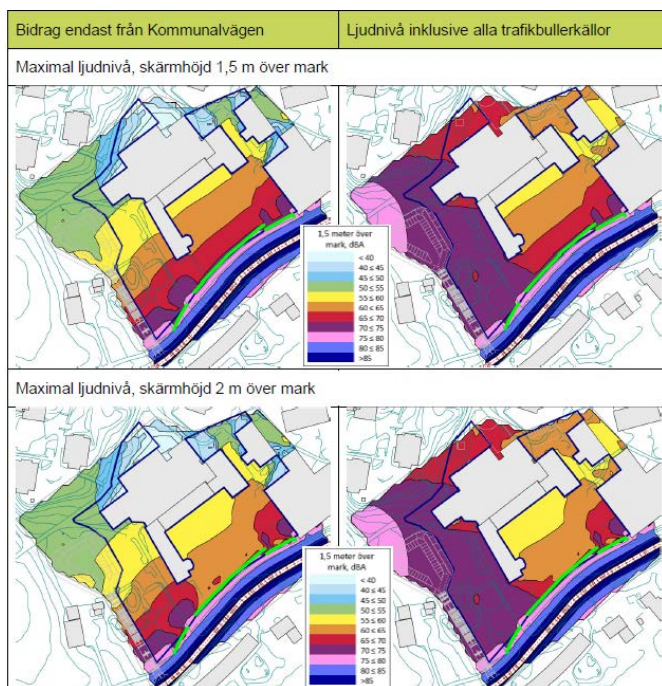 Bidrag endast från Kommunalvägen
Ljudnivå inklusive alla trafikbullerkällor
Maximal ljudnivå, skärmhöjd 1,5 m över mark
1,5 meter över
mark, dBA
< 40
40 ≤ 45
45 ≤ 50
50 ≤ 55
55 ≤ 60
60 ≤ 65
65 ≤ 70
70 ≤ 75
75 ≤ 80
80 ≤ 85
>85
Maximal ljudnivå, skärmhöjd 2 m över mark
1,5 meter över
mark, dBA
< 40
40 ≤ 45
45 ≤ 50
50 ≤ 55
55 ≤ 60
60 ≤ 65
65 ≤ 70
70 ≤ 75
75 ≤ 80
80 ≤ 85
>85